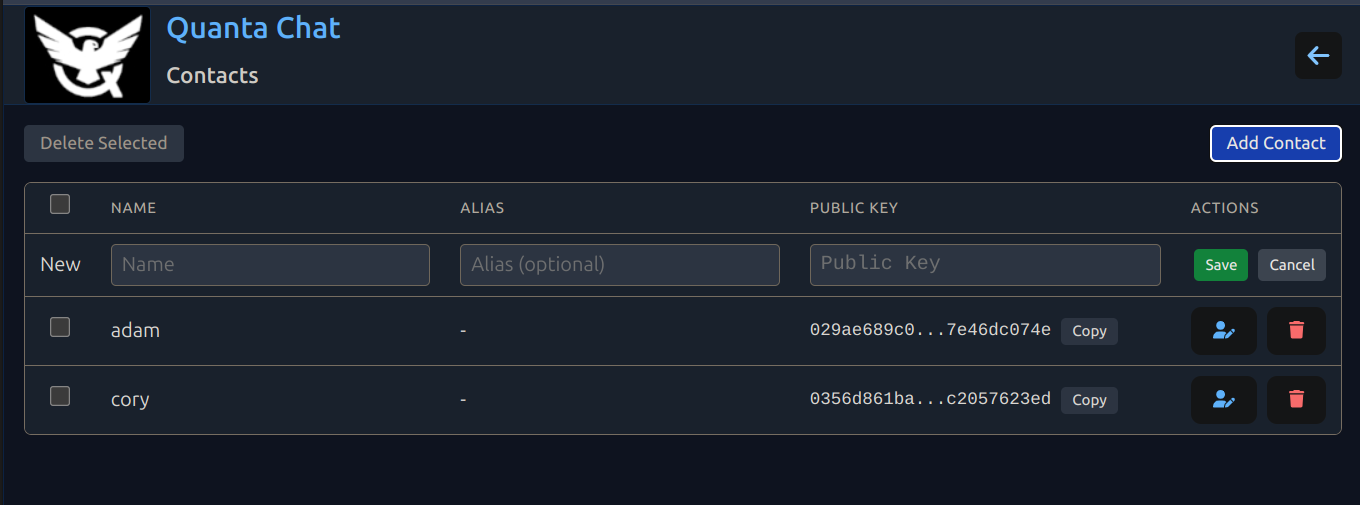 Quanta Chat
Contacts
Delete Selected
Add Contact
NAME ALIAS PUBLIC KEY ACTIONS
New Name Alias (optional) Public Key Save Cancel
adam - 029ae689c0...7e46dc074e Copy
cory - 0356d861ba...c2057623ed Copy